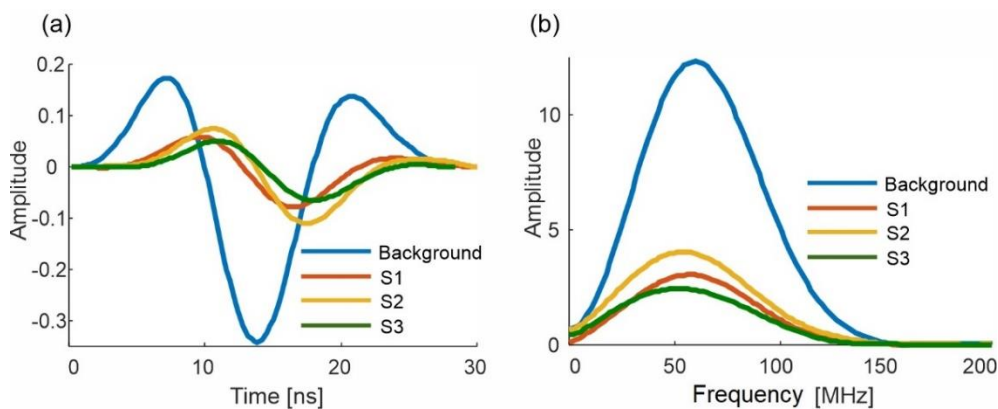 (a)
0.2
0.1
0
-0.1
-0.2
-0.3
Amplitude
0
10
20
30
Time [ns]
Background
S1
S2
S3
(b)
10
5
0
Amplitude
0
50
100
150
200
Frequency [MHz]
Background
S1
S2
S3